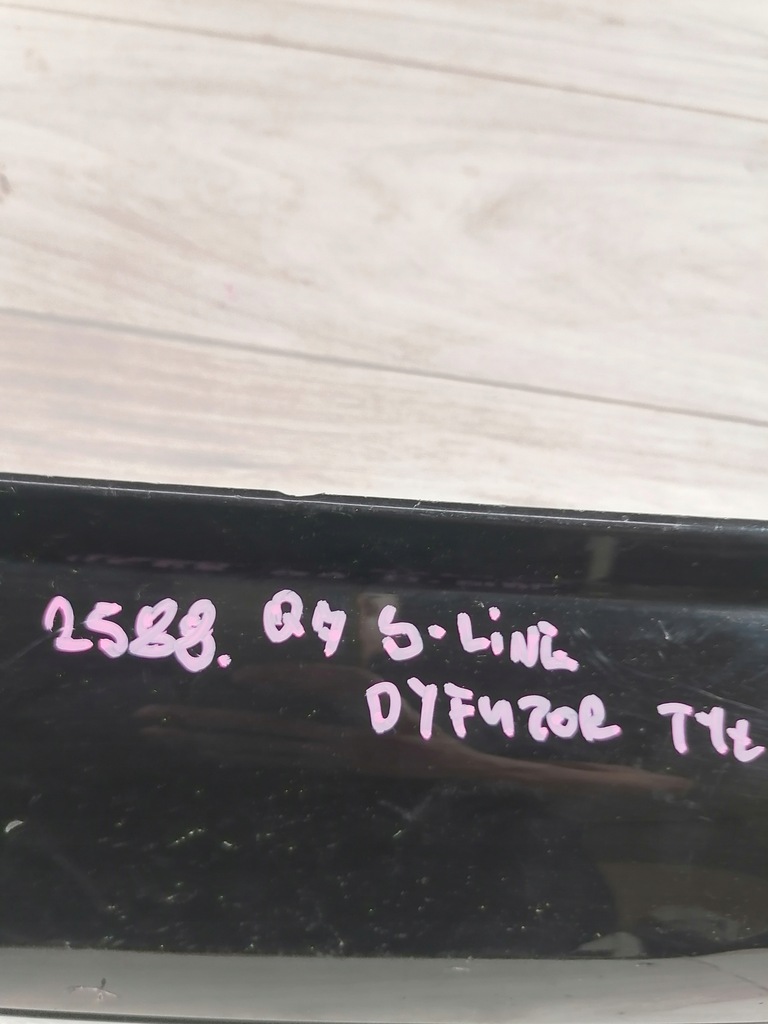 2588. Q7 S-LiNE
DYFUZOR TYŁ